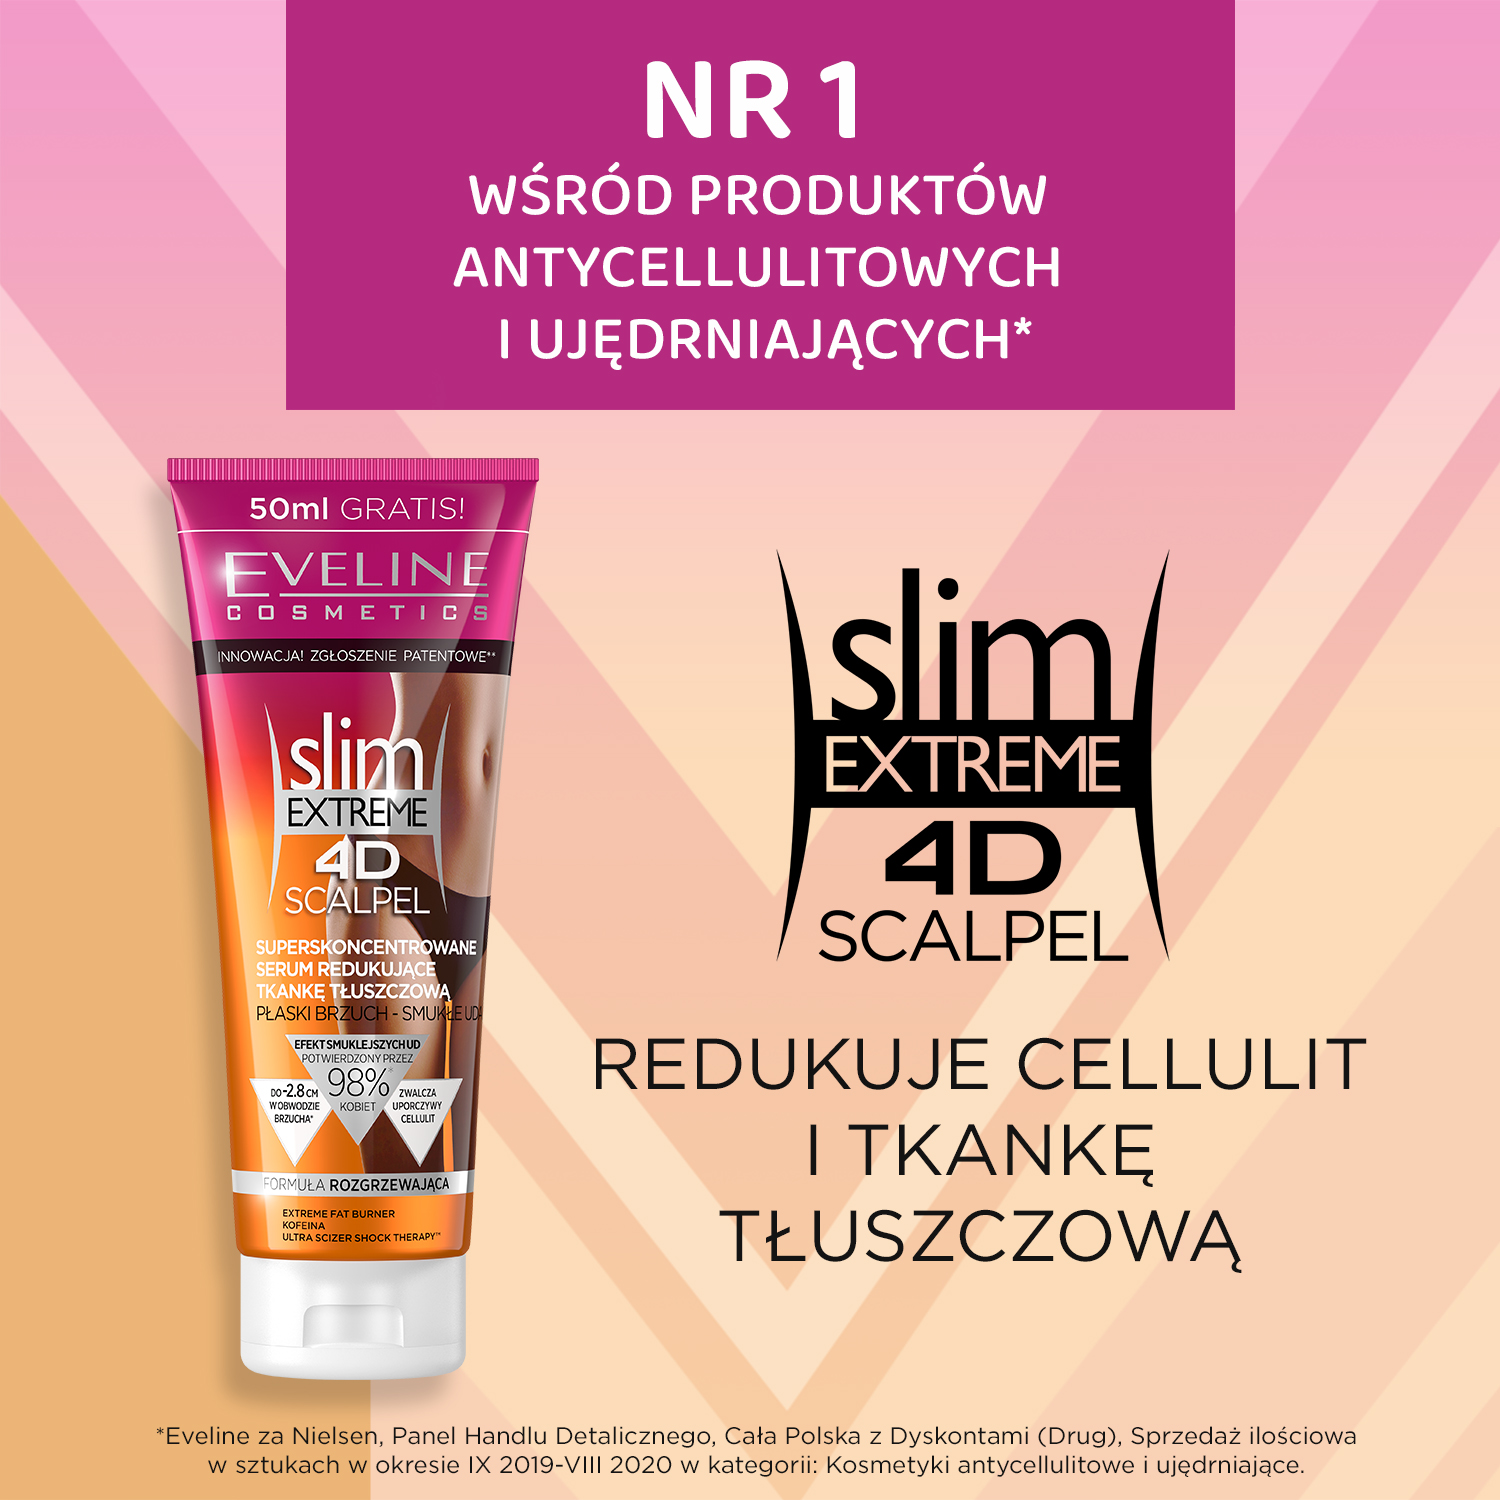 NR 1
WŚRÓD PRODUKTÓW
ANTYCELLULITOWYCH
I UJĘDRNIAJĄCYCH*
50ml GRATIS!
EVELINE
COSMETICS
INNOWACJA! ZGŁOSZENIE PATENTOWE**
slim
EXTREME
4D
SCALPEL
SUPERSKONCENTROWANE
SERUM REDUKUJĄCE
TKANKĘ TŁUSZCZOWĄ
PŁASKI BRZUCH - SMUKŁE UDA
EFEKT SMUKLEJSZYCH UD
POTWIERDZONY PRZEZ
98%*
KOBIET
DO -2.8 CM
W OBWODZIE
BRZUCHA*
ZWALCZA
UPORCZYWY
CELLULIT
FORMUŁA ROZGRZEWAJĄCA
EXTREME FAT BURNER
KOFEINA
ULTRA SCIZER SHOCK THERAPY™
slim
EXTREME
4D
SCALPEL
REDUKUJE CELLULIT
I TKANKĘ
TŁUSZCZOWĄ
*Eveline za Nielsen, Panel Handlu Detalicznego, Cała Polska z Dyskontami (Drug), Sprzedaż ilościowa
w sztukach w okresie IX 2019-VIII 2020 w kategorii: Kosmetyki antycellulitowe i ujędrniające.